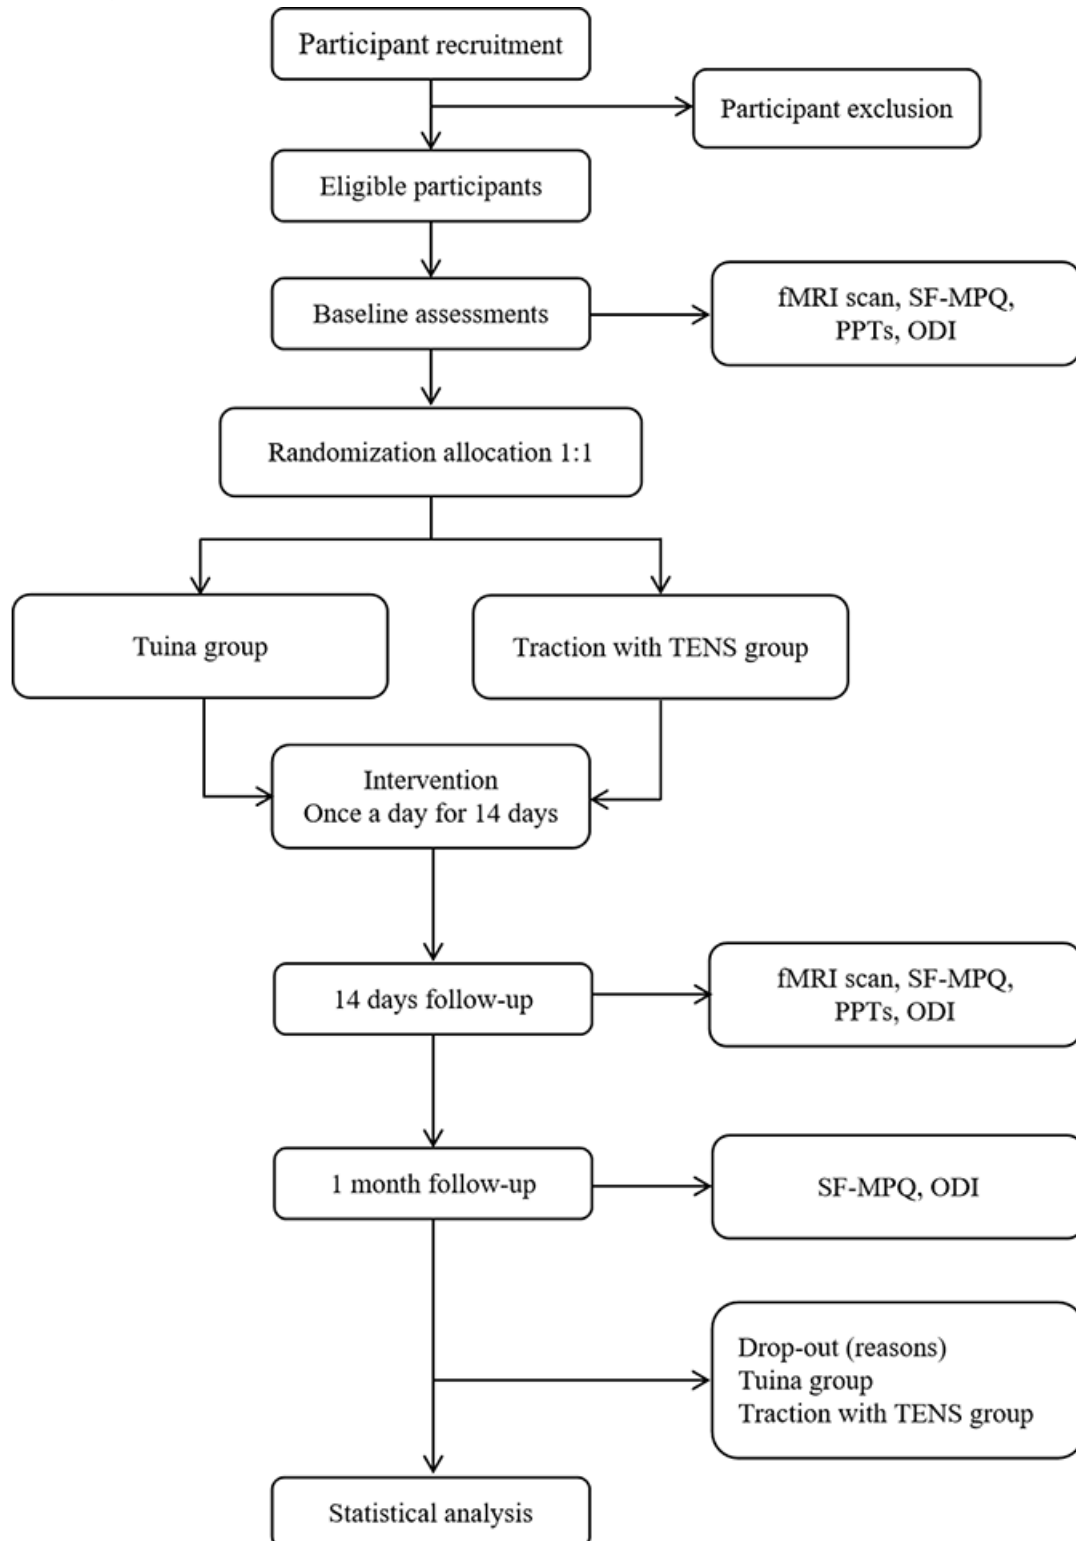 Participant recruitment
Participant exclusion
Eligible participants
Baseline assessments
fMRI scan, SF-MPQ,
PPTs, ODI
Randomization allocation 1:1
Tuina group
Traction with TENS group
Intervention
Once a day for 14 days
14 days follow-up
fMRI scan, SF-MPQ,
PPTs, ODI
1 month follow-up
SF-MPQ, ODI
Drop-out (reasons)
Tuina group
Traction with TENS group
Statistical analysis